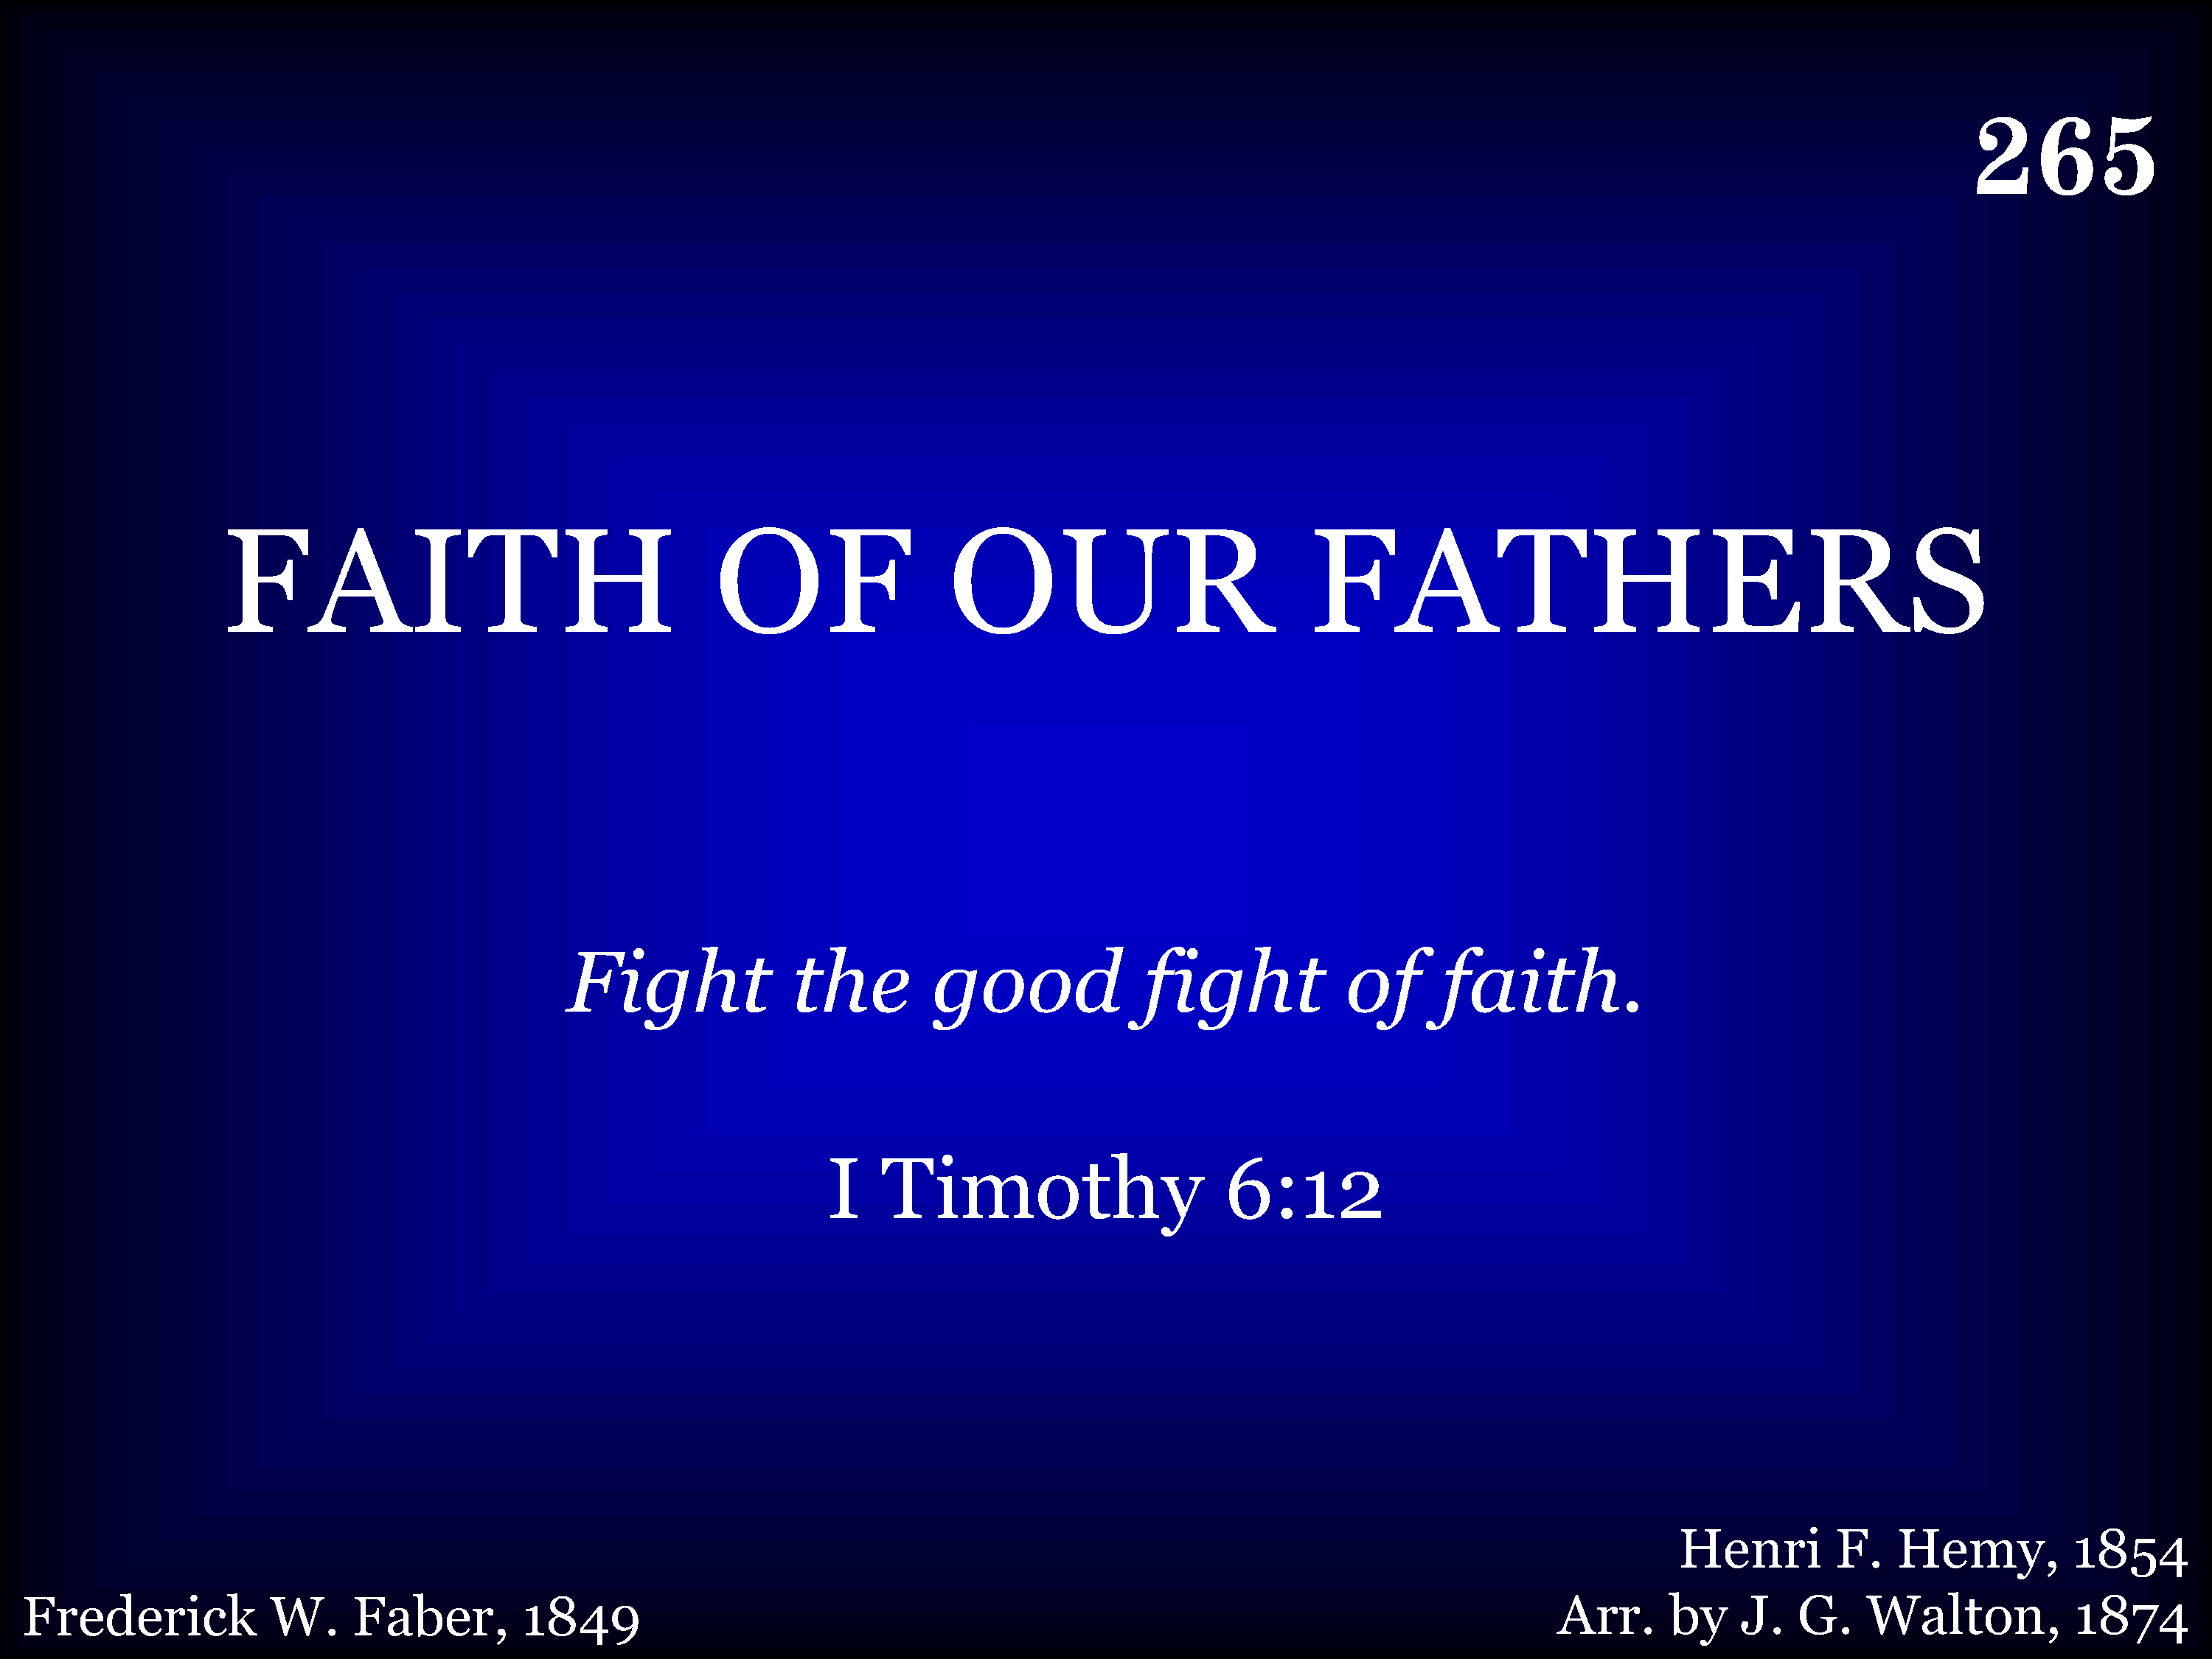 265
FAITH OF OUR FATHERS
Fight the good fight of faith.
I Timothy 6:12
Frederick W. Faber, 1849
Henri F. Hemy, 1854
Arr. by J. G. Walton, 1874